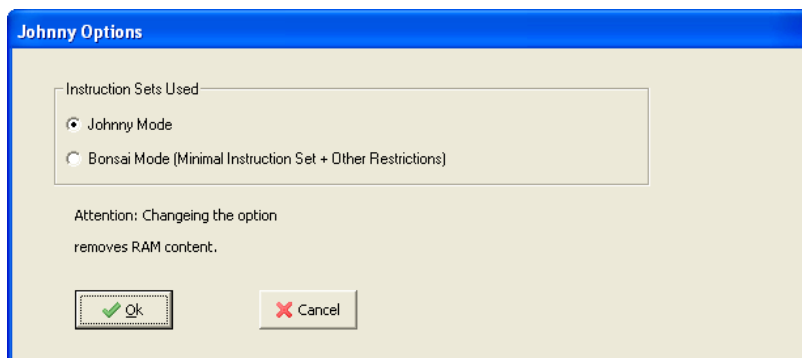 Johnny Options
Instruction Sets Used
Johnny Mode
Bonsai Mode (Minimal Instruction Set + Other Restrictions)
Attention: Changeing the option
removes RAM content.
Ok
Cancel